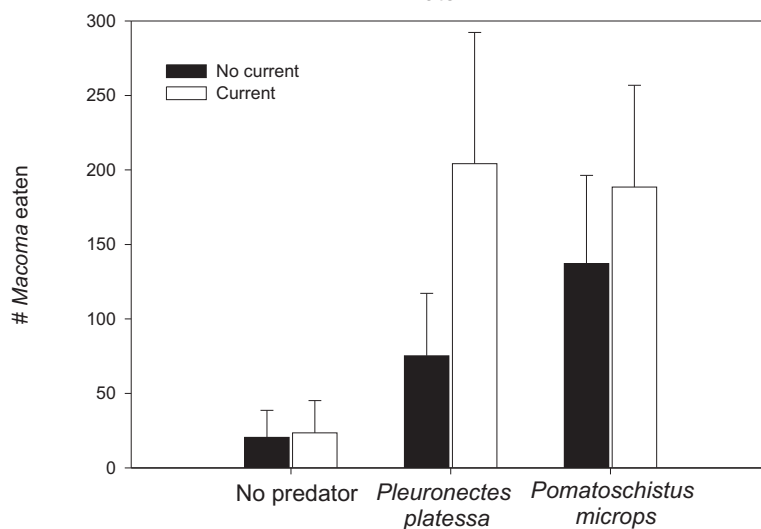 300
250
200
150
100
50
0
# Macoma eaten
No current
Current
No predator
Pleuronectes
platessa
Pomatoschistus
microps